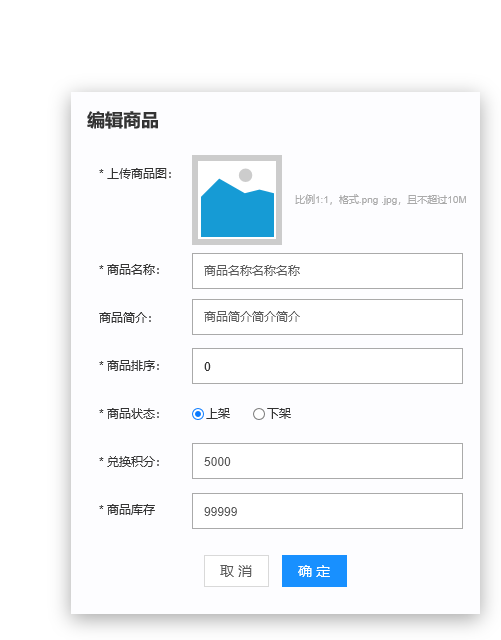 编辑商品
* 上传商品图：
比例1:1，格式.png .jpg，且不超过10M
* 商品名称： 商品名称名称名称
商品简介： 商品简介简介简介
* 商品排序： 0
* 商品状态： 上架 下架
* 兑换积分： 5000
* 商品库存 99999
取 消 确 定